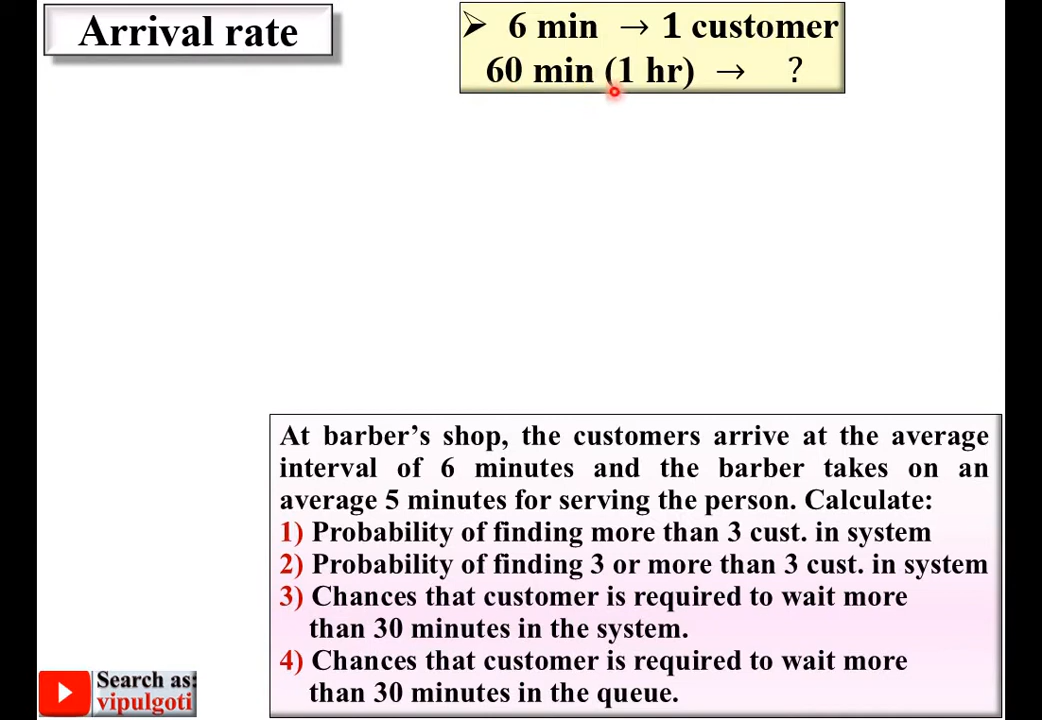 Arrival rate
➢ 6 min → 1 customer
60 min (1 hr) → ?
At barber’s shop, the customers arrive at the average
interval of 6 minutes and the barber takes on an
average 5 minutes for serving the person. Calculate:
1) Probability of finding more than 3 cust. in system
2) Probability of finding 3 or more than 3 cust. in system
3) Chances that customer is required to wait more
than 30 minutes in the system.
4) Chances that customer is required to wait more
than 30 minutes in the queue.
Search as:
vipulgoti